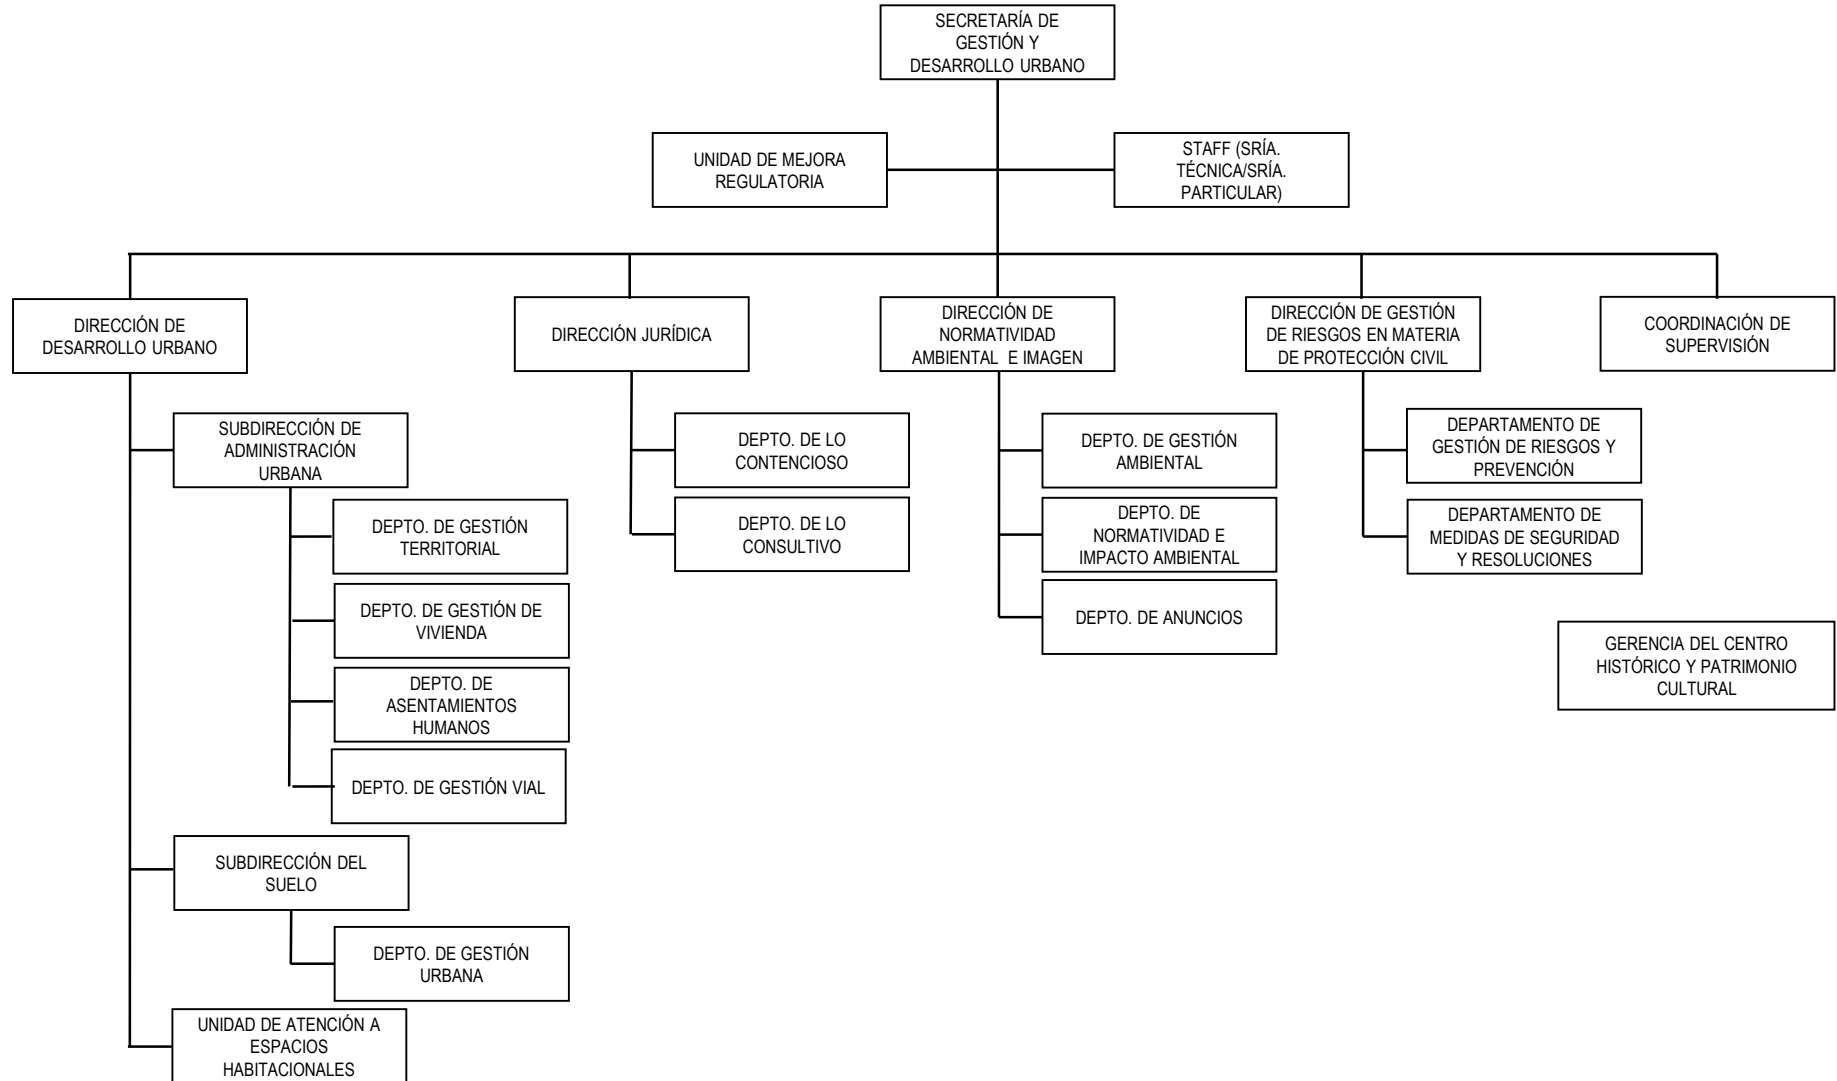 SECRETARÍA DE
GESTIÓN Y
DESARROLLO URBANO
UNIDAD DE MEJORA
REGULATORIA
STAFF (SRÍA.
TÉCNICA/SRÍA.
PARTICULAR)
DIRECCIÓN DE
DESARROLLO URBANO
DIRECCIÓN JURÍDICA
DIRECCIÓN DE
NORMATIVIDAD
AMBIENTAL E IMAGEN
DIRECCIÓN DE GESTIÓN
DE RIESGOS EN MATERIA
DE PROTECCIÓN CIVIL
COORDINACIÓN DE
SUPERVISIÓN
SUBDIRECCIÓN DE
ADMINISTRACIÓN
URBANA
DEPTO. DE GESTIÓN
TERRITORIAL
DEPTO. DE GESTIÓN DE
VIVIENDA
DEPTO. DE
ASENTAMIENTOS
HUMANOS
DEPTO. DE GESTIÓN VIAL
SUBDIRECCIÓN DEL
SUELO
DEPTO. DE GESTIÓN
URBANA
UNIDAD DE ATENCIÓN A
ESPACIOS
HABITACIONALES
DEPTO. DE LO
CONTENCIOSO
DEPTO. DE LO
CONSULTIVO
DEPTO. DE GESTIÓN
AMBIENTAL
DEPTO. DE
NORMATIVIDAD E
IMPACTO AMBIENTAL
DEPTO. DE ANUNCIOS
DEPARTAMENTO DE
GESTIÓN DE RIESGOS Y
PREVENCIÓN
DEPARTAMENTO DE
MEDIDAS DE SEGURIDAD
Y RESOLUCIONES
GERENCIA DEL CENTRO
HISTÓRICO Y PATRIMONIO
CULTURAL